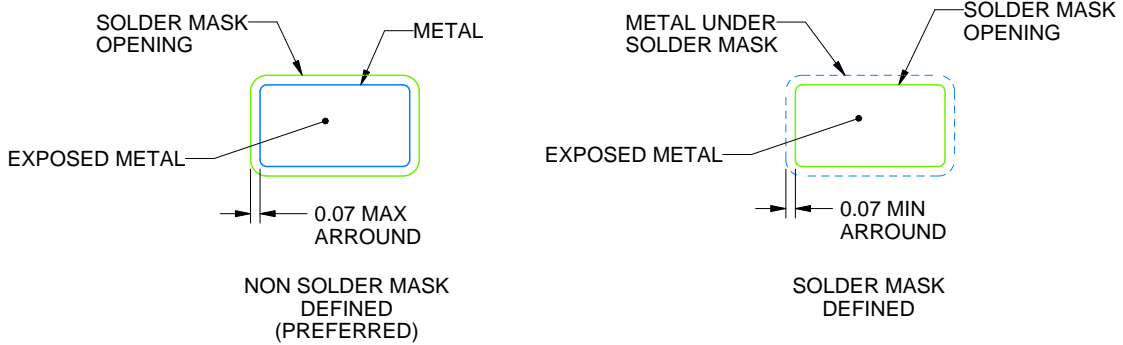 SOLDER MASK
OPENING
METAL
EXPOSED METAL
0.07 MAX
ARROUND
NON SOLDER MASK
DEFINED
(PREFERRED)
METAL UNDER
SOLDER MASK
SOLDER MASK
OPENING
EXPOSED METAL
0.07 MIN
ARROUND
SOLDER MASK
DEFINED